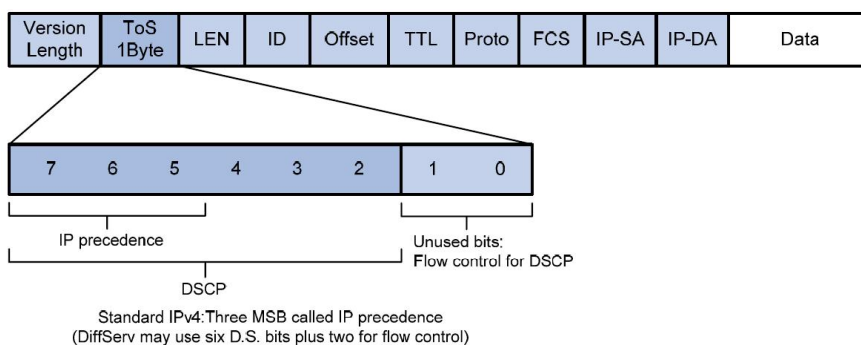 Version Length
ToS 1Byte
LEN
ID
Offset
TTL
Proto
FCS
IP-SA
IP-DA
Data
7 6 5 4 3 2 1 0
IP precedence
Unused bits:
Flow control for DSCP
DSCP
Standard IPv4:Three MSB called IP precedence
(DiffServ may use six D.S. bits plus two for flow control)